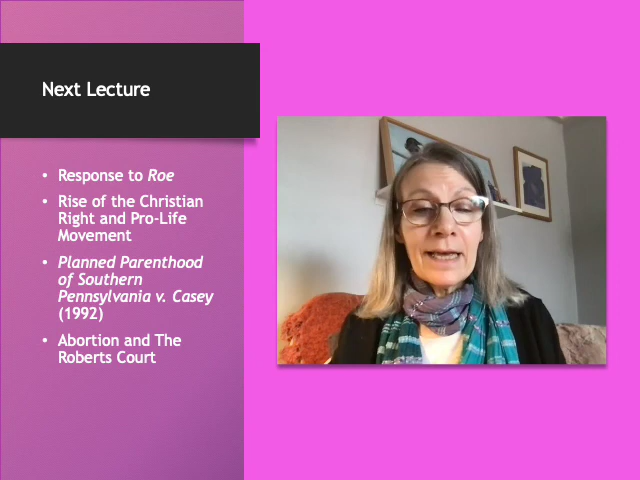 Next Lecture
• Response to Roe
• Rise of the Christian
Right and Pro-Life
Movement
• Planned Parenthood
of Southern
Pennsylvania v. Casey
(1992)
• Abortion and The
Roberts Court